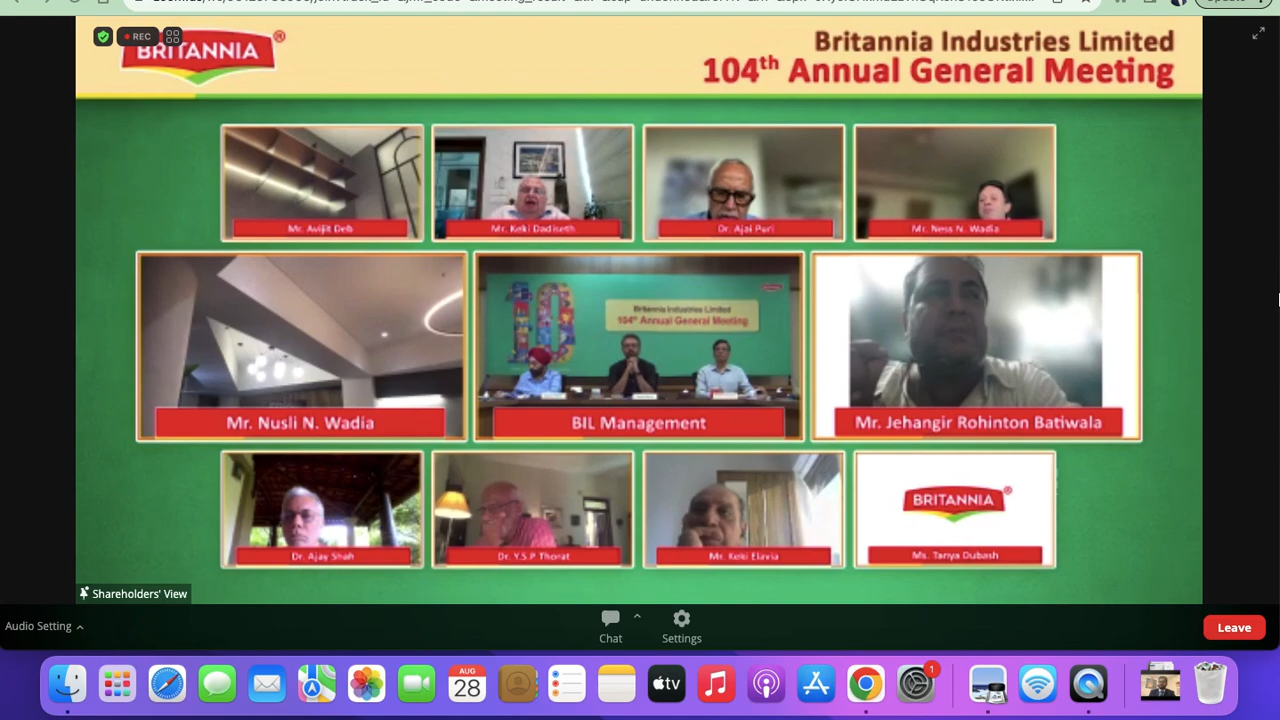 Update
REC
BRITANNIA
Britannia Industries Limited
104th Annual General Meeting
Mr. Avijit Deb
Mr. Keki Dadiseth
Dr. Ajai Puri
Mr. Ness N. Wadia
Britannia Industries Limited
104th Annual General Meeting
Mr. Nusli N. Wadia
BIL Management
Mr. Jehangir Rohinton Batiwala
BRITANNIA
Dr. Ajay Shah
Dr. Y.S.P Thorat
Mr. Keki Elavia
Ms. Tanya Dubash
Shareholders' View
Audio Setting
Chat
Settings
Leave
AUG
28
tv
1